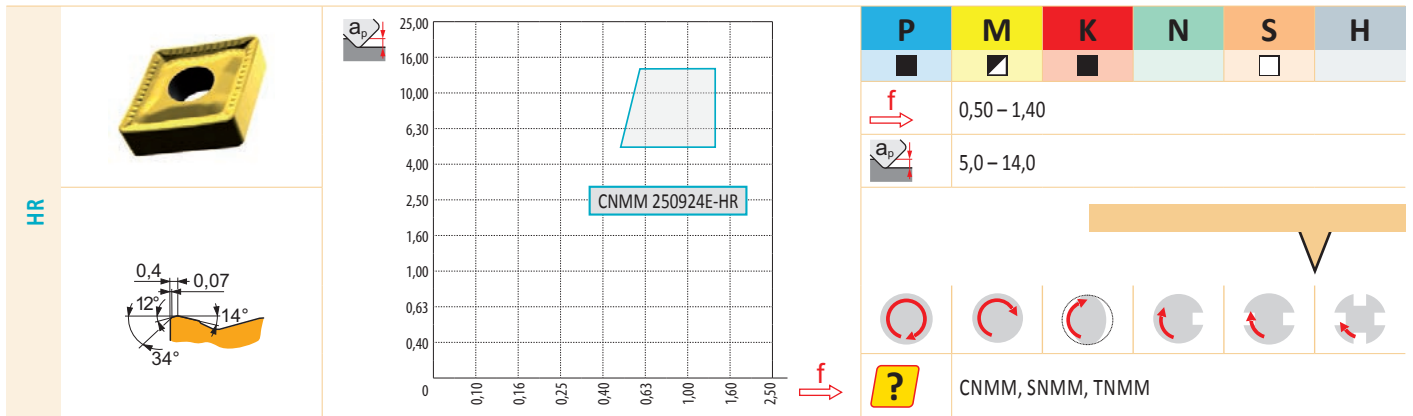 HR
0,4
0,07
12°
14°
34°
aₚ
25,00
16,00
10,00
6,30
4,00
2,50
1,60
1,00
0,63
0,40
0
0,10
0,16
0,25
0,40
0,63
1,00
1,60
2,50
CNMM 250924E-HR
f
P M K N S H
f
0,50 – 1,40
aₚ
5,0 – 14,0
?
CNMM, SNMM, TNMM